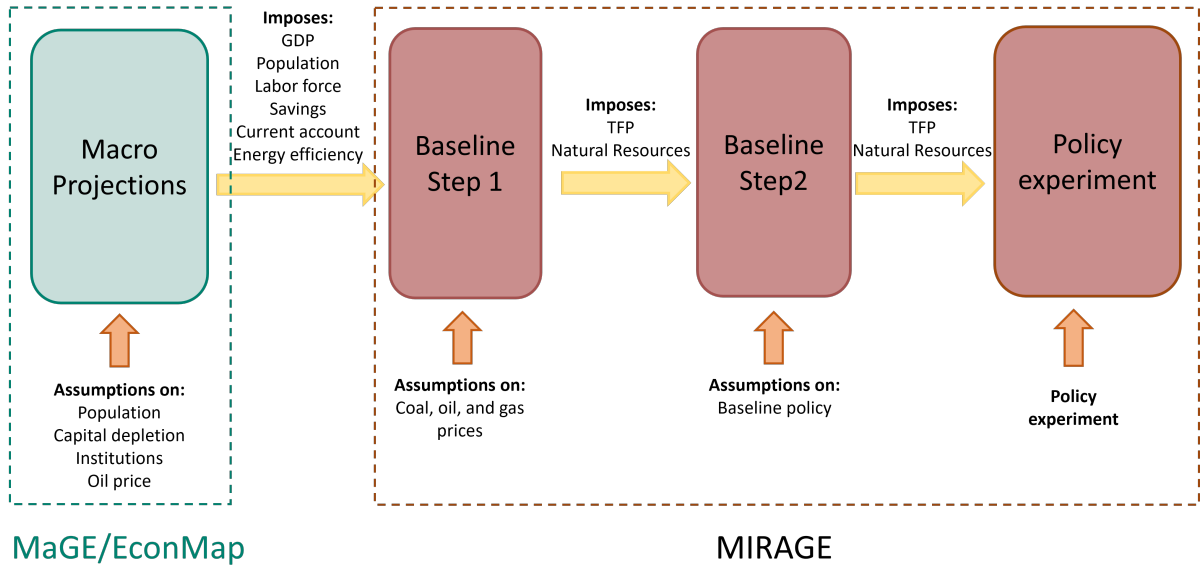 Macro
Projections
Assumptions on:
Population
Capital depletion
Institutions
Oil price
MaGE/EconMap
Imposes:
GDP
Population
Labor force
Savings
Current account
Energy efficiency
Baseline
Step 1
Assumptions on:
Coal, oil, and gas
prices
Imposes:
TFP
Natural Resources
Baseline
Step2
Assumptions on:
Baseline policy
Imposes:
TFP
Natural Resources
Policy
experiment
Policy
experiment
MIRAGE